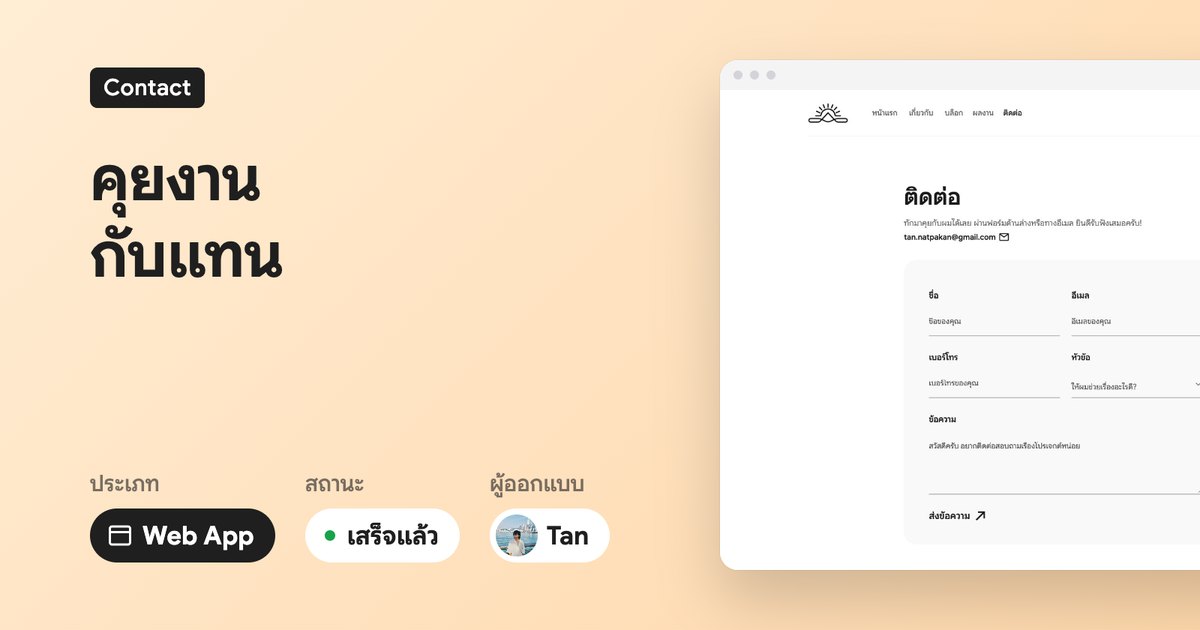 Contact
คุยงาน
กับแทน
ประเภท
สถานะ
ผู้ออกแบบ
Web App
เสร็จแล้ว
Tan
หน้าแรก เกี่ยวกับ บล็อก ผลงาน ติดต่อ
ติดต่อ
ทักมาคุยกับผมได้เลย ผ่านฟอร์มด้านล่างหรือทางอีเมล ยินดีรับฟังเสมอครับ!
tan.natpakan@gmail.com
ชื่อ
อีเมล
ชื่อของคุณ
อีเมลของคุณ
เบอร์โทร
หัวข้อ
เบอร์โทรของคุณ
ให้ผมช่วยเรื่องอะไรดี?
ข้อความ
สวัสดีครับ อยากติดต่อสอบถามเรื่องโปรเจกต์หน่อย
ส่งข้อความ